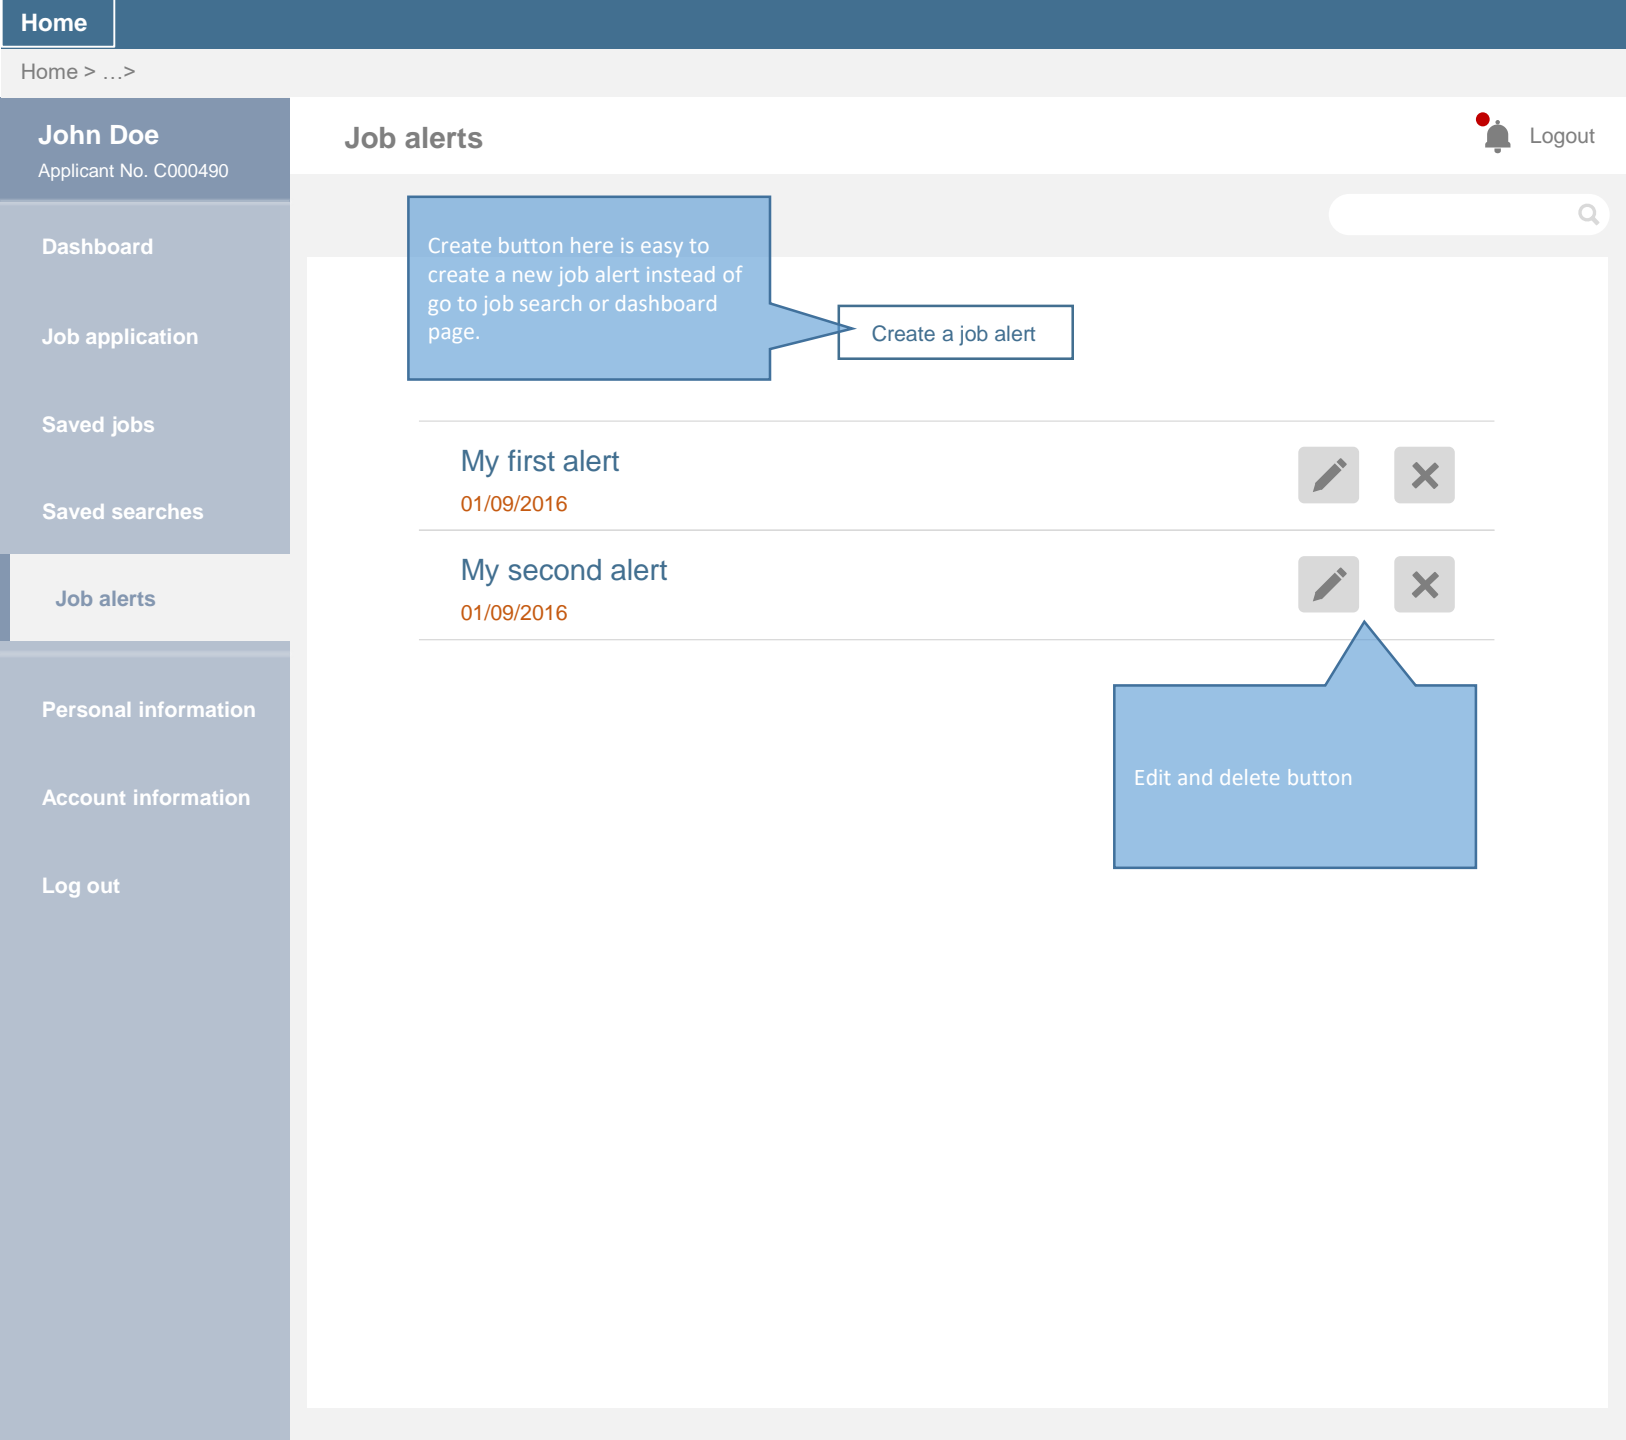 Home
Home > …>
John Doe
Applicant No. C000490
Job alerts
Logout
Dashboard
Job application
Saved jobs
Saved searches
Job alerts
Personal information
Account information
Log out
Create button here is easy to
create a new job alert instead of
go to job search or dashboard
page.
Create a job alert
My first alert
01/09/2016
My second alert
01/09/2016
Edit and delete button